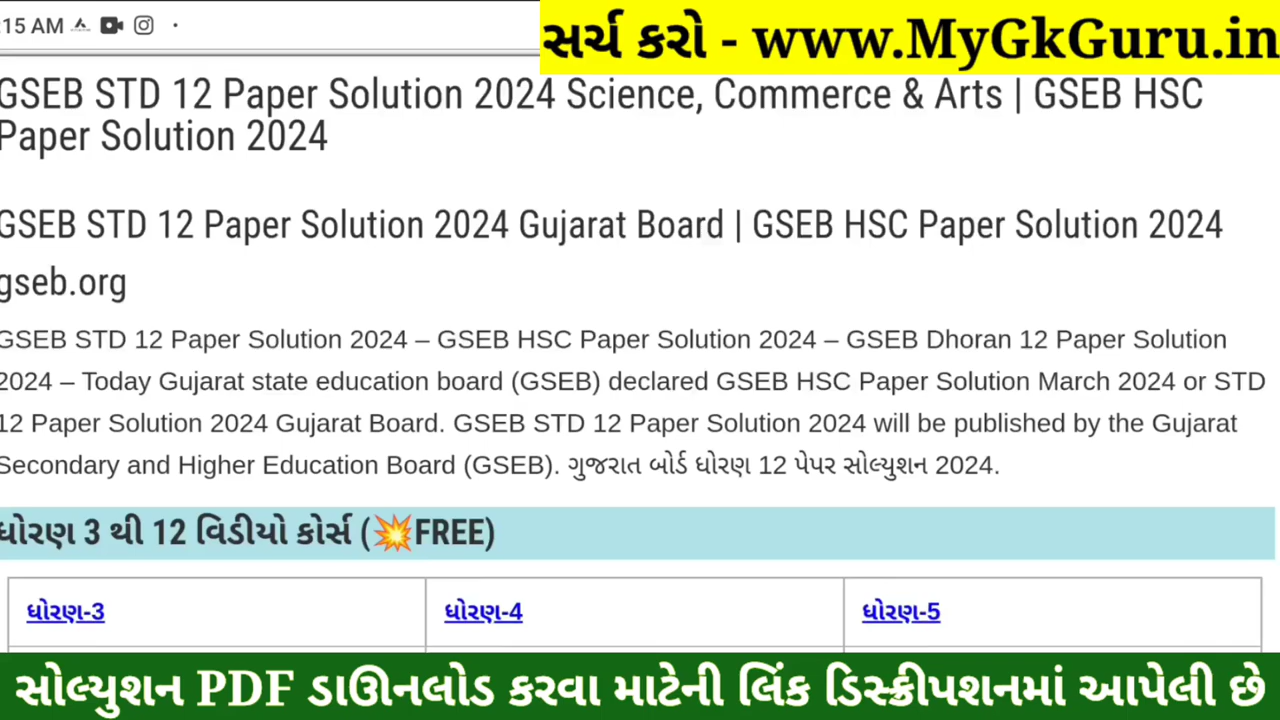 :15 AM
સર્ચ કરો - www.MyGkGuru.in
GSEB STD 12 Paper Solution 2024 Science, Commerce & Arts | GSEB HSC
Paper Solution 2024
GSEB STD 12 Paper Solution 2024 Gujarat Board | GSEB HSC Paper Solution 2024
gseb.org
GSEB STD 12 Paper Solution 2024 – GSEB HSC Paper Solution 2024 – GSEB Dhoran 12 Paper Solution
2024 – Today Gujarat state education board (GSEB) declared GSEB HSC Paper Solution March 2024 or STD
12 Paper Solution 2024 Gujarat Board. GSEB STD 12 Paper Solution 2024 will be published by the Gujarat
Secondary and Higher Education Board (GSEB). ગુજરાત બોર્ડ ધોરણ 12 પેપર સોલ્યુશન 2024.
ધોરણ 3 થી 12 વિડીયો કોર્સ (💥FREE)
ધોરણ-3 ધોરણ-4 ધોરણ-5
સોલ્યુશન PDF ડાઊનલોડ કરવા માટેની લિંક ડિસ્ક્રીપશનમાં આપેલી છે